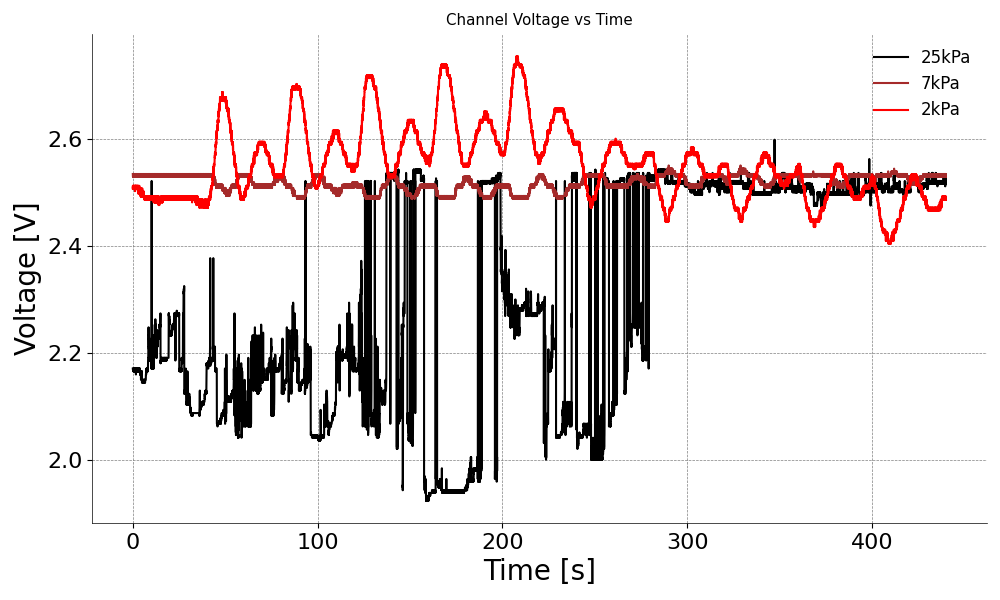 Channel Voltage vs Time
25kPa
7kPa
2kPa
Voltage [V]
2.6
2.4
2.2
2.0
0 100 200 300 400
Time [s]